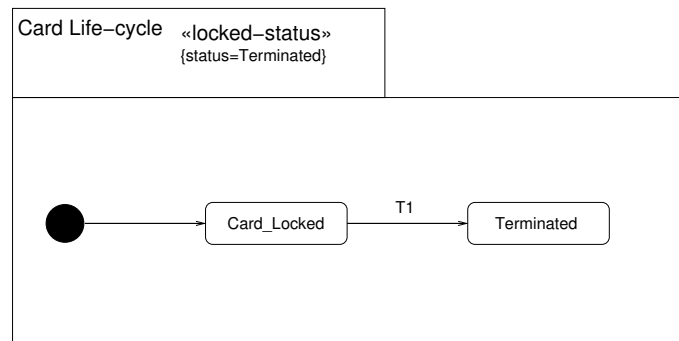 Card Life−cycle «locked−status»
{status=Terminated}
T1
Card_Locked
Terminated